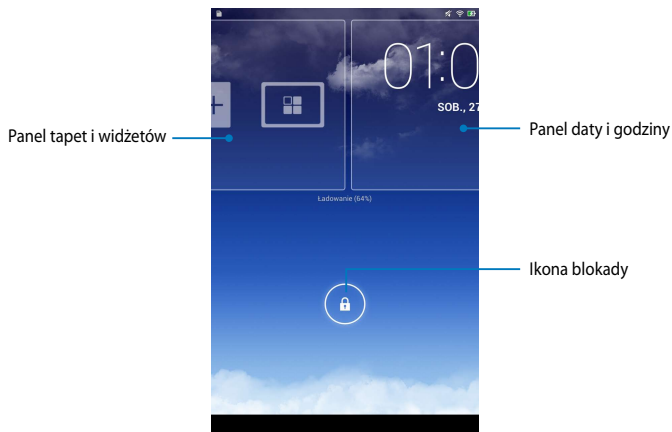 01:0
SOB., 27
Panel tapet i widżetów
Panel daty i godziny
Ładowanie (64%)
Ikona blokady